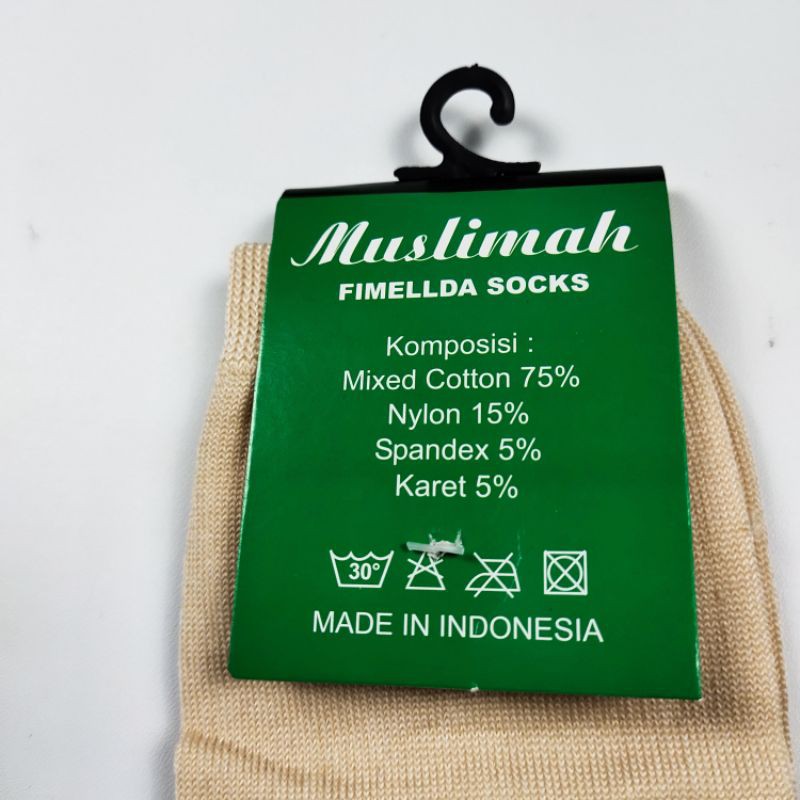 Muslimah
FIMELLDA SOCKS
Komposisi :
Mixed Cotton 75%
Nylon 15%
Spandex 5%
Karet 5%
30°
MADE IN INDONESIA